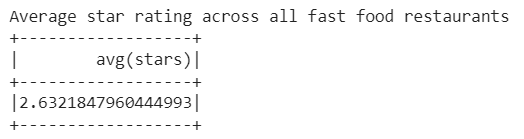 Average star rating across all fast food restaurants
+------------------+
|        avg(stars)|
+------------------+
|2.6321847960444993|
+------------------+